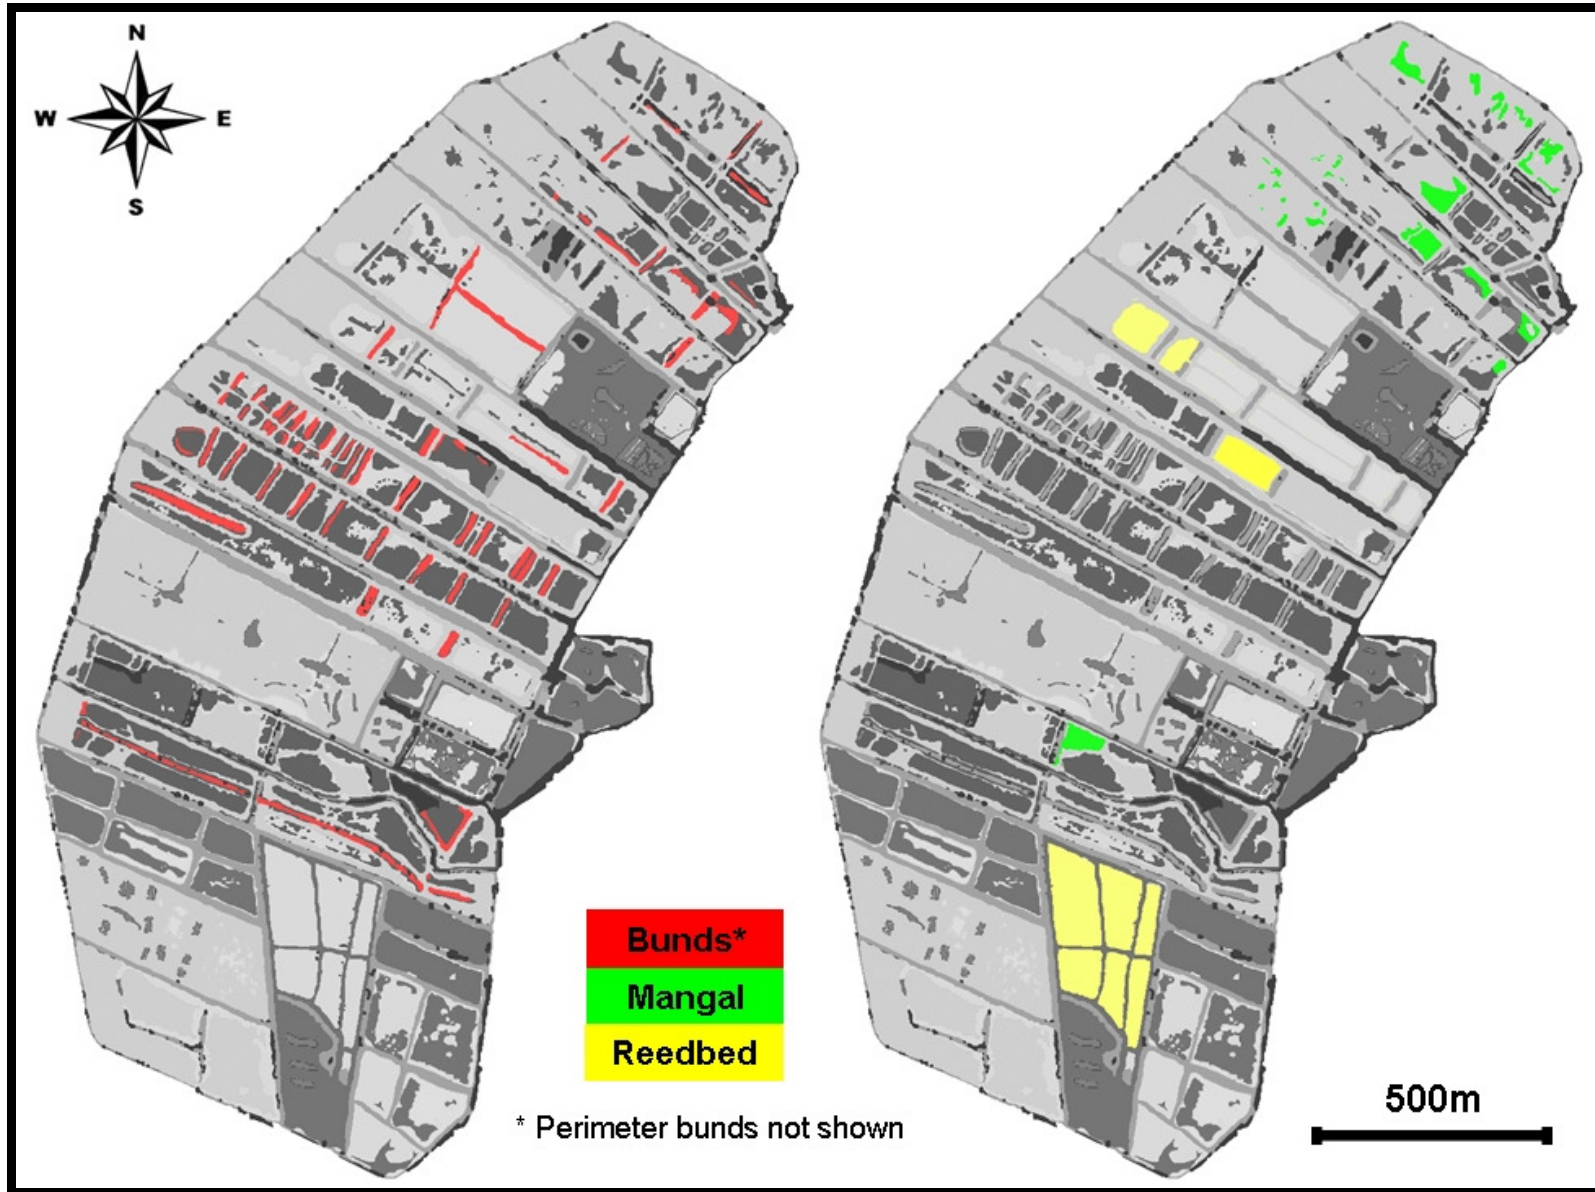 N
W E
S
Bunds*
Mangal
Reedbed
* Perimeter bunds not shown
500m